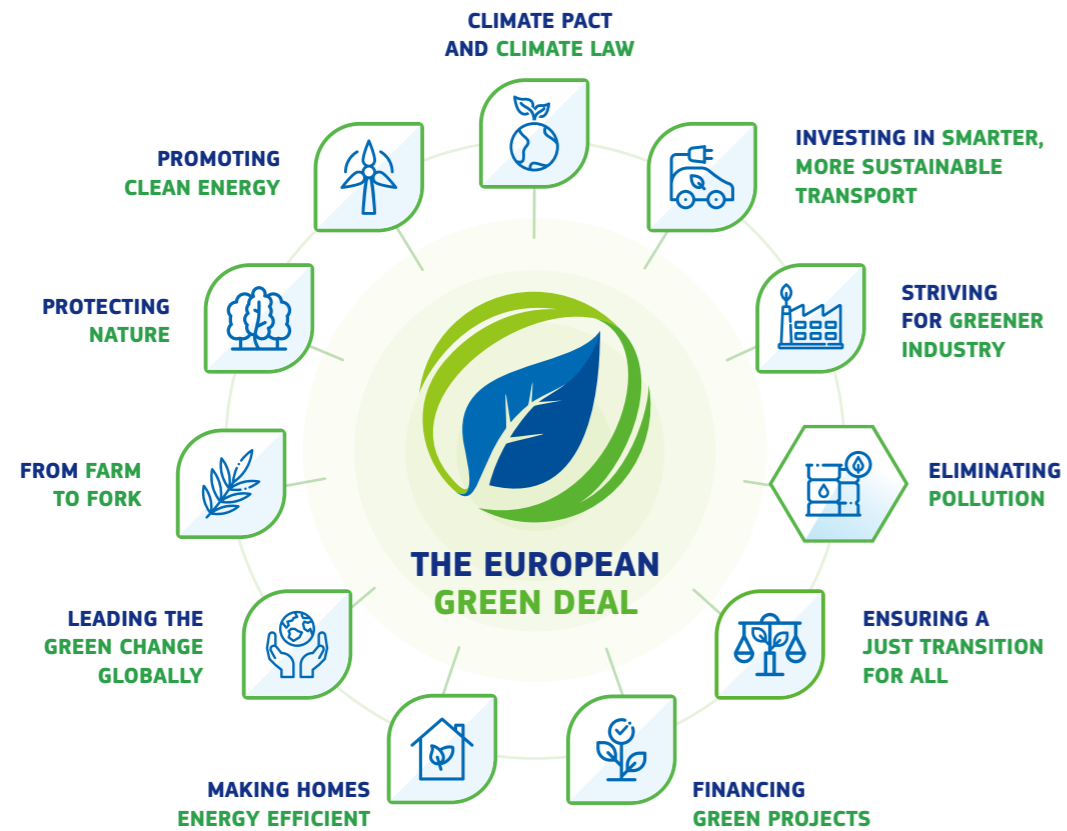 CLIMATE PACT
AND CLIMATE LAW
INVESTING IN SMARTER,
MORE SUSTAINABLE
TRANSPORT
STRIVING
FOR GREENER
INDUSTRY
ELIMINATING
POLLUTION
ENSURING A
JUST TRANSITION
FOR ALL
FINANCING
GREEN PROJECTS
MAKING HOMES
ENERGY EFFICIENT
LEADING THE
GREEN CHANGE
GLOBALLY
FROM FARM
TO FORK
PROTECTING
NATURE
PROMOTING
CLEAN ENERGY
THE EUROPEAN
GREEN DEAL